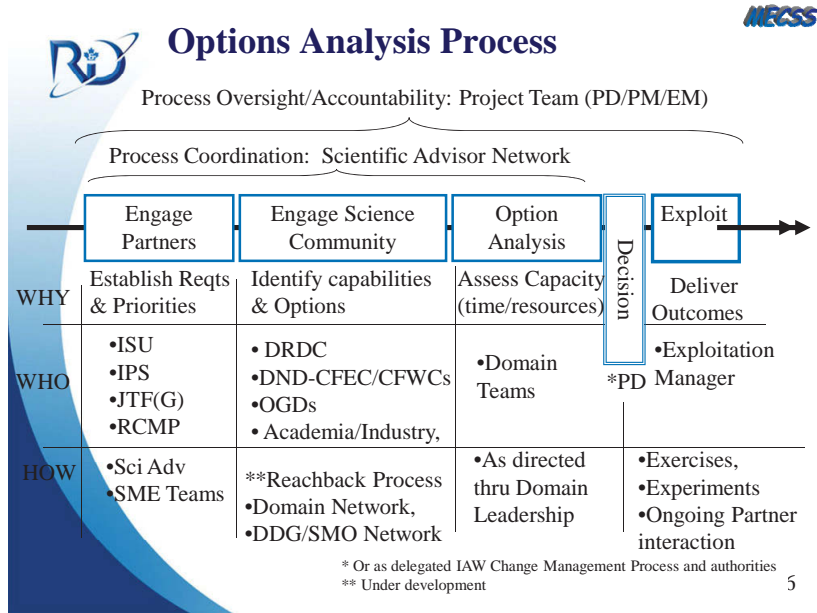 MECSS
Options Analysis Process
Process Oversight/Accountability: Project Team (PD/PM/EM)
Process Coordination: Scientific Advisor Network
Engage
Partners
Engage Science
Community
Option
Analysis
Decision
Exploit
WHY
Establish Reqts
& Priorities
Identify capabilities
& Options
Assess Capacity
(time/resources)
Deliver
Outcomes
WHO
•ISU
•IPS
•JTF(G)
•RCMP
• DRDC
•DND-CFEC/CFWCs
•OGDs
• Academia/Industry,
•Domain
Teams
*PD
•Exploitation
Manager
HOW
•Sci Adv
•SME Teams
**Reachback Process
•Domain Network,
•DDG/SMO Network
•As directed
thru Domain
Leadership
•Exercises,
•Experiments
•Ongoing Partner
interaction
* Or as delegated IAW Change Management Process and authorities
** Under development
5